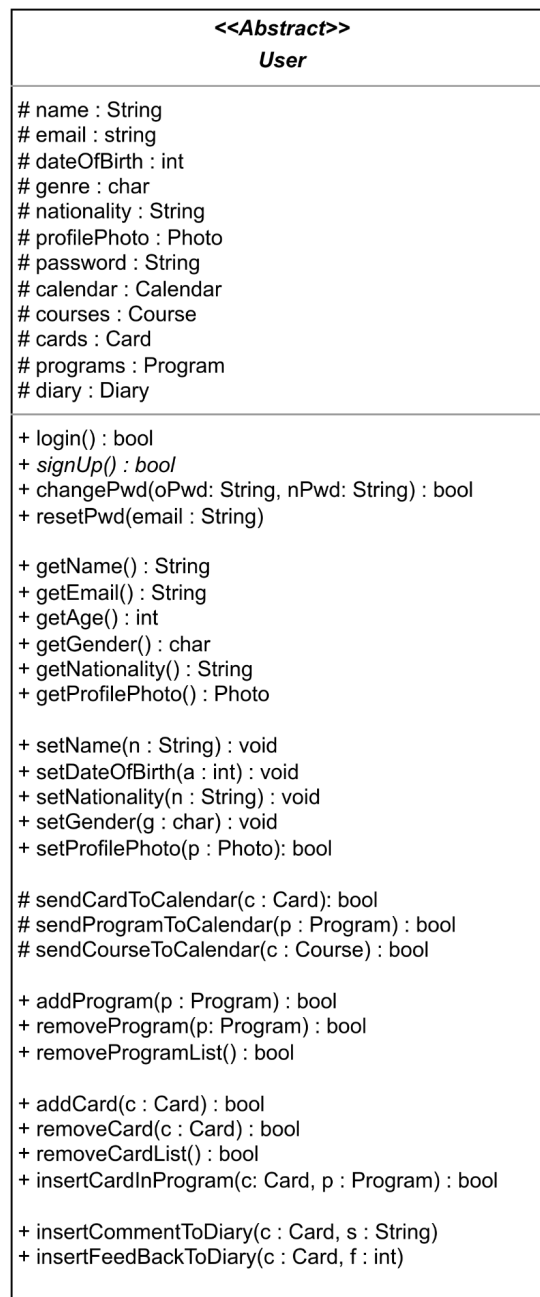 <<Abstract>>
User
# name : String
# email : string
# dateOfBirth : int
# genre : char
# nationality : String
# profilePhoto : Photo
# password : String
# calendar : Calendar
# courses : Course
# cards : Card
# programs : Program
# diary : Diary
+ login() : bool
+ signUp() : bool
+ changePwd(oPwd: String, nPwd: String) : bool
+ resetPwd(email : String)
+ getName() : String
+ getEmail() : String
+ getAge() : int
+ getGender() : char
+ getNationality() : String
+ getProfilePhoto() : Photo
+ setName(n : String) : void
+ setDateOfBirth(a : int) : void
+ setNationality(n : String) : void
+ setGender(g : char) : void
+ setProfilePhoto(p : Photo): bool
# sendCardToCalendar(c : Card): bool
# sendProgramToCalendar(p : Program) : bool
# sendCourseToCalendar(c : Course) : bool
+ addProgram(p : Program) : bool
+ removeProgram(p: Program) : bool
+ removeProgramList() : bool
+ addCard(c : Card) : bool
+ removeCard(c : Card) : bool
+ removeCardList() : bool
+ insertCardInProgram(c: Card, p : Program) : bool
+ insertCommentToDiary(c : Card, s : String)
+ insertFeedBackToDiary(c : Card, f : int)